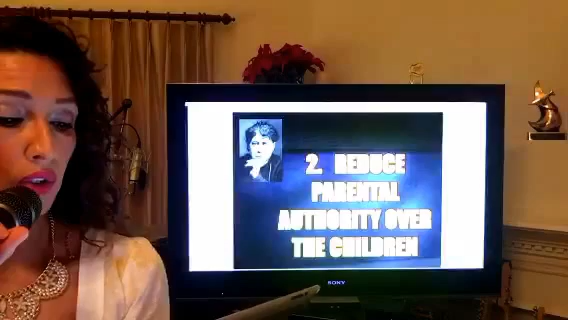 2. REDUCE
PARENTAL
AUTHORITY OVER
THE CHILDREN
SONY